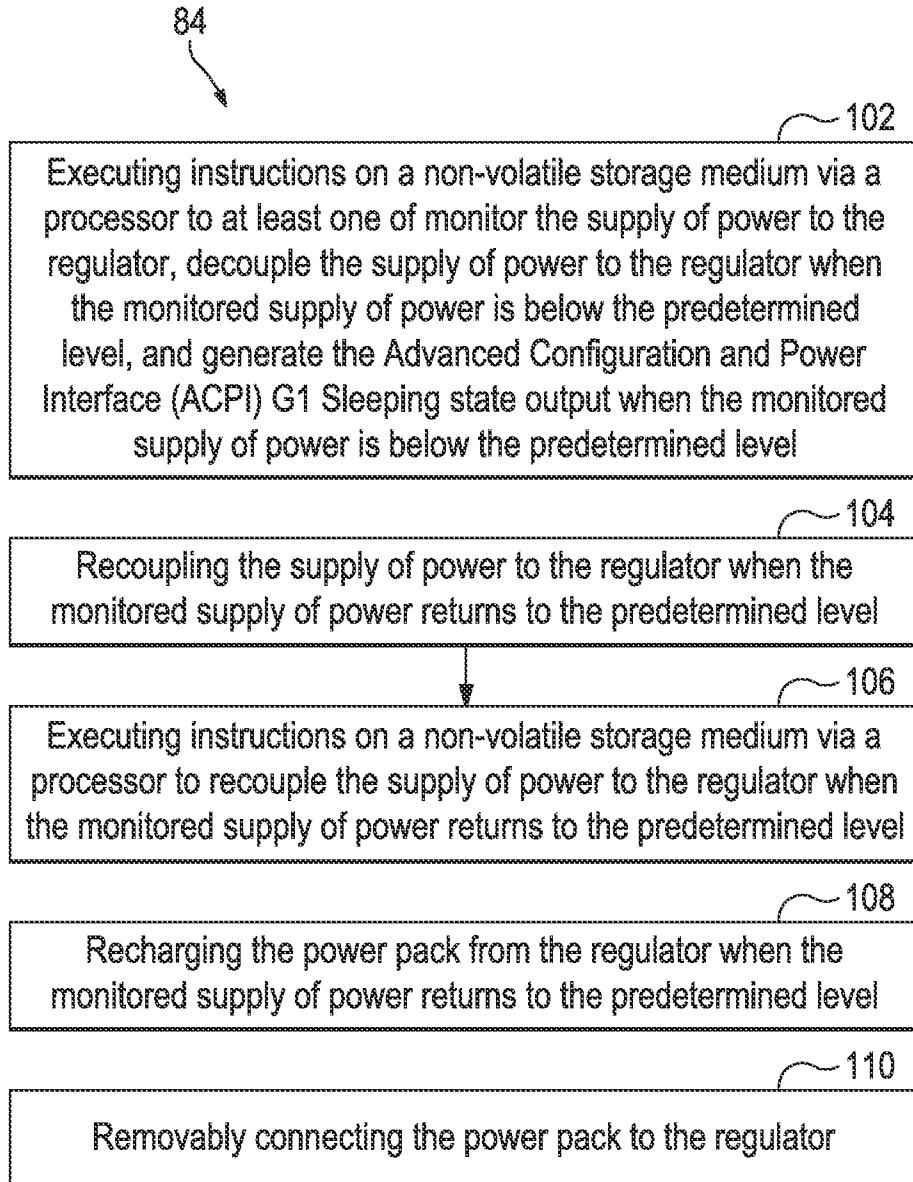 84
102
Executing instructions on a non-volatile storage medium via a
processor to at least one of monitor the supply of power to the
regulator, decouple the supply of power to the regulator when
the monitored supply of power is below the predetermined
level, and generate the Advanced Configuration and Power
Interface (ACPI) G1 Sleeping state output when the monitored
supply of power is below the predetermined level
104
Recoupling the supply of power to the regulator when the
monitored supply of power returns to the predetermined level
106
Executing instructions on a non-volatile storage medium via a
processor to recouple the supply of power to the regulator when
the monitored supply of power returns to the predetermined level
108
Recharging the power pack from the regulator when the
monitored supply of power returns to the predetermined level
110
Removably connecting the power pack to the regulator